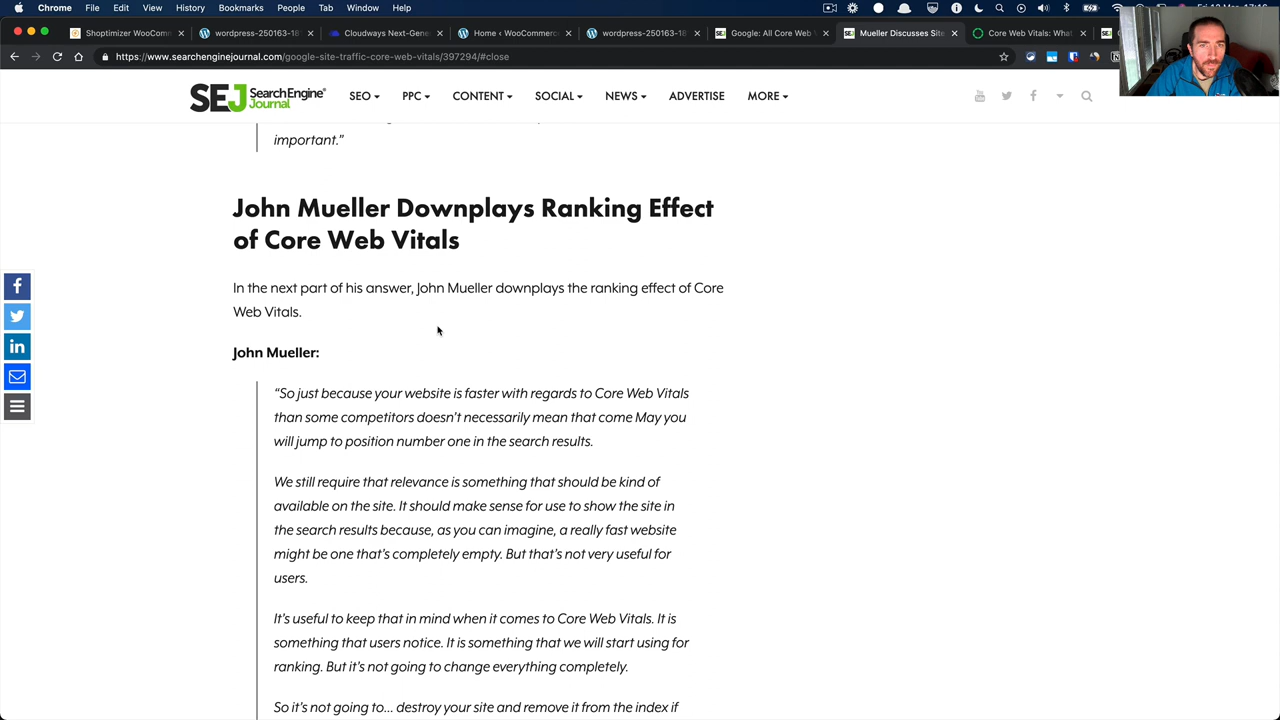 Chrome File Edit View History Bookmarks People Tab Window Help
Shoptimizer WooComm
wordpress-250163-18
Cloudways Next-Gene
Home ‹ WooCommerc
wordpress-250163-18
Google: All Core Web
Mueller Discusses Site
Core Web Vitals: Wha
https://www.searchenginejournal.com/google-site-traffic-core-web-vitals/397294/#close
SEJ SearchEngine Journal
SEO PPC CONTENT SOCIAL NEWS ADVERTISE MORE
important.”
John Mueller Downplays Ranking Effect
of Core Web Vitals
In the next part of his answer, John Mueller downplays the ranking effect of Core
Web Vitals.
John Mueller:
“So just because your website is faster with regards to Core Web Vitals
than some competitors doesn’t necessarily mean that come May you
will jump to position number one in the search results.
We still require that relevance is something that should be kind of
available on the site. It should make sense for use to show the site in
the search results because, as you can imagine, a really fast website
might be one that’s completely empty. But that’s not very useful for
users.
It’s useful to keep that in mind when it comes to Core Web Vitals. It is
something that users notice. It is something that we will start using for
ranking. But it’s not going to change everything completely.
So it’s not going to… destroy your site and remove it from the index if